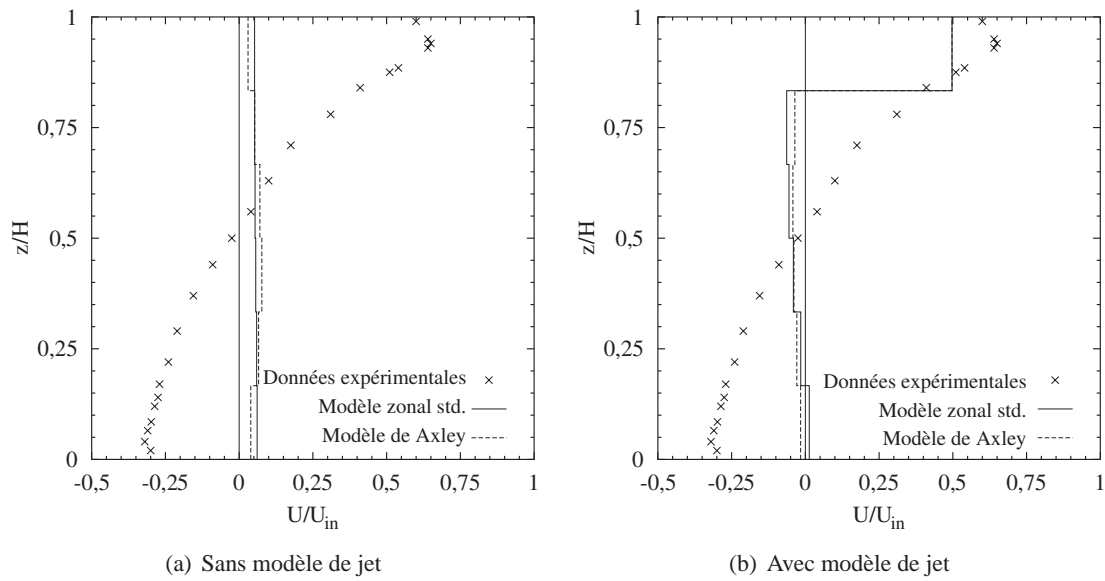 1
0,75
0,5
0,25
0
z/H
-0,5 -0,25 0 0,25 0,5 0,75 1
U/U_in
Données expérimentales
Modèle zonal std.
Modèle de Axley
(a) Sans modèle de jet
1
0,75
0,5
0,25
0
z/H
-0,5 -0,25 0 0,25 0,5 0,75 1
U/U_in
Données expérimentales
Modèle zonal std.
Modèle de Axley
(b) Avec modèle de jet